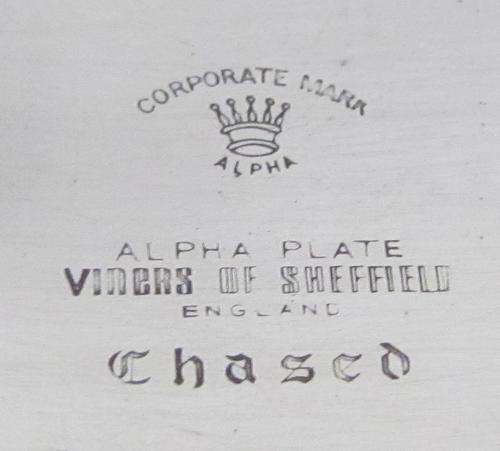 CORPORATE MARK
ALPHA
ALPHA PLATE
VINERS OF SHEFFIELD
ENGLAND
Chased